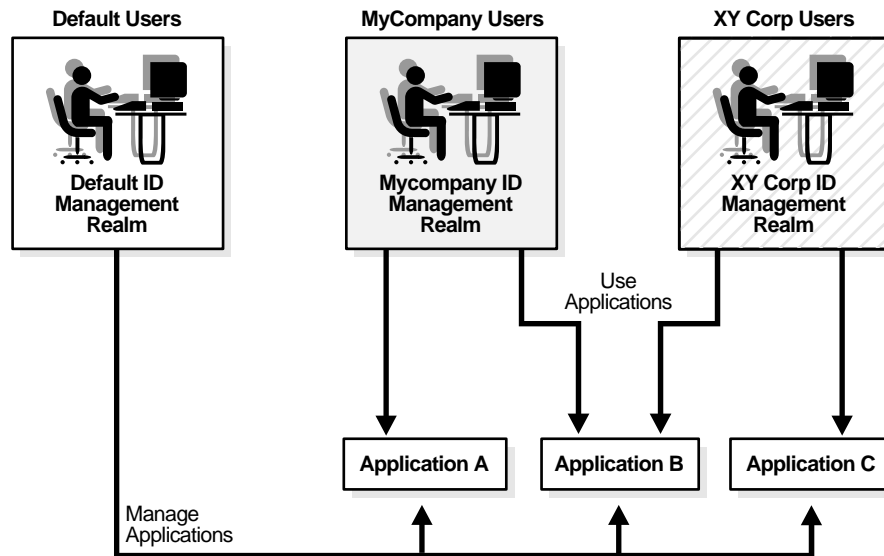 Default Users
MyCompany Users
XY Corp Users
Default ID
Management
Realm
Mycompany ID
Management
Realm
XY Corp ID
Management
Realm
Use
Applications
Application A
Application B
Application C
Manage
Applications